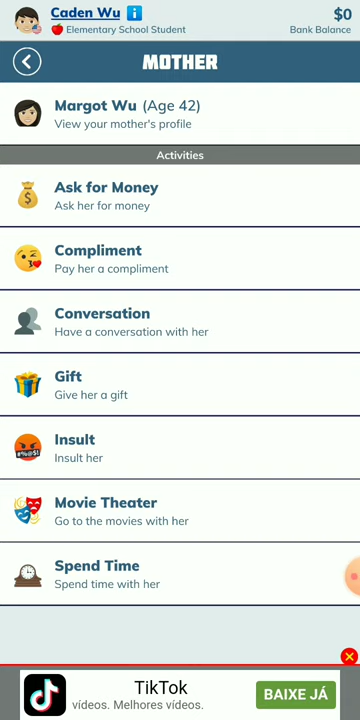 Caden Wu
$0
Elementary School Student
Bank Balance
MOTHER
Margot Wu (Age 42)
View your mother's profile
Activities
Ask for Money
Ask her for money
Compliment
Pay her a compliment
Conversation
Have a conversation with her
Gift
Give her a gift
Insult
#%@$!
Insult her
Movie Theater
Go to the movies with her
Spend Time
Spend time with her
TikTok
vídeos. Melhores vídeos.
BAIXE JÁ